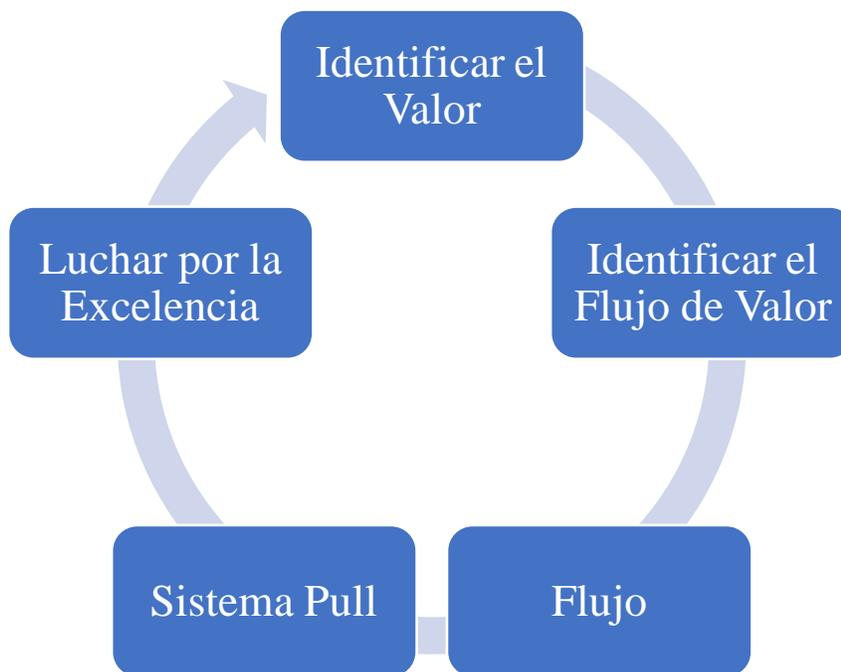 Identificar el
Valor
Identificar el
Flujo de Valor
Flujo
Sistema Pull
Luchar por la
Excelencia